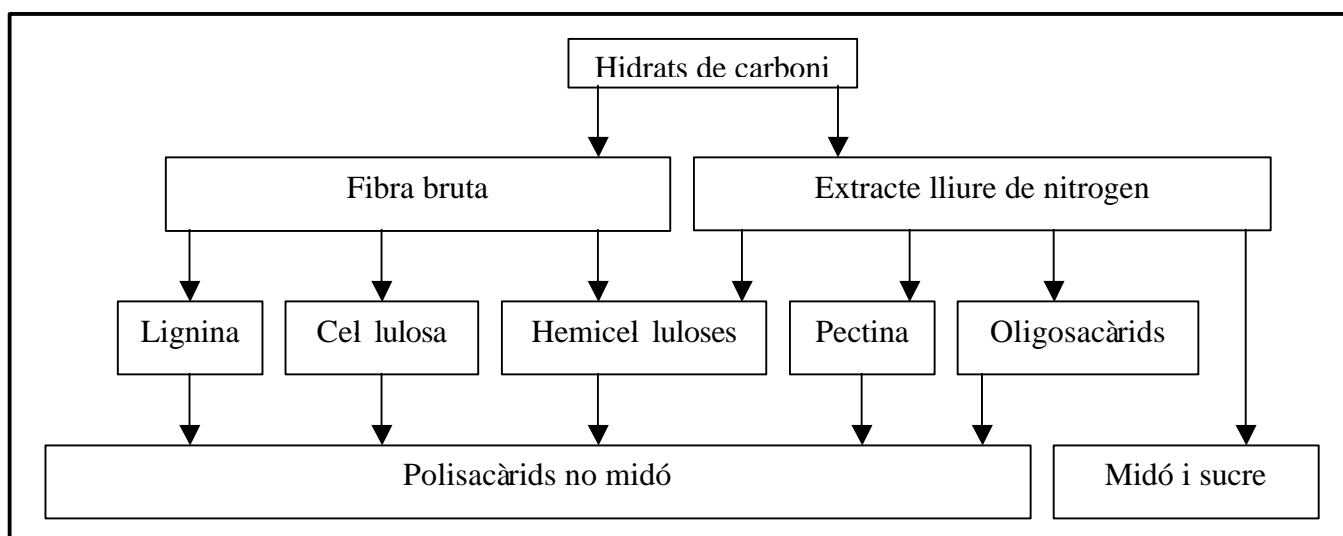 Hidrats de carboni
Fibra bruta
Extracte lliure de nitrogen
Lignina
Cel·lulosa
Hemicel·luloses
Pectina
Oligosacàrids
Polisacàrids no midó
Midó i sucre